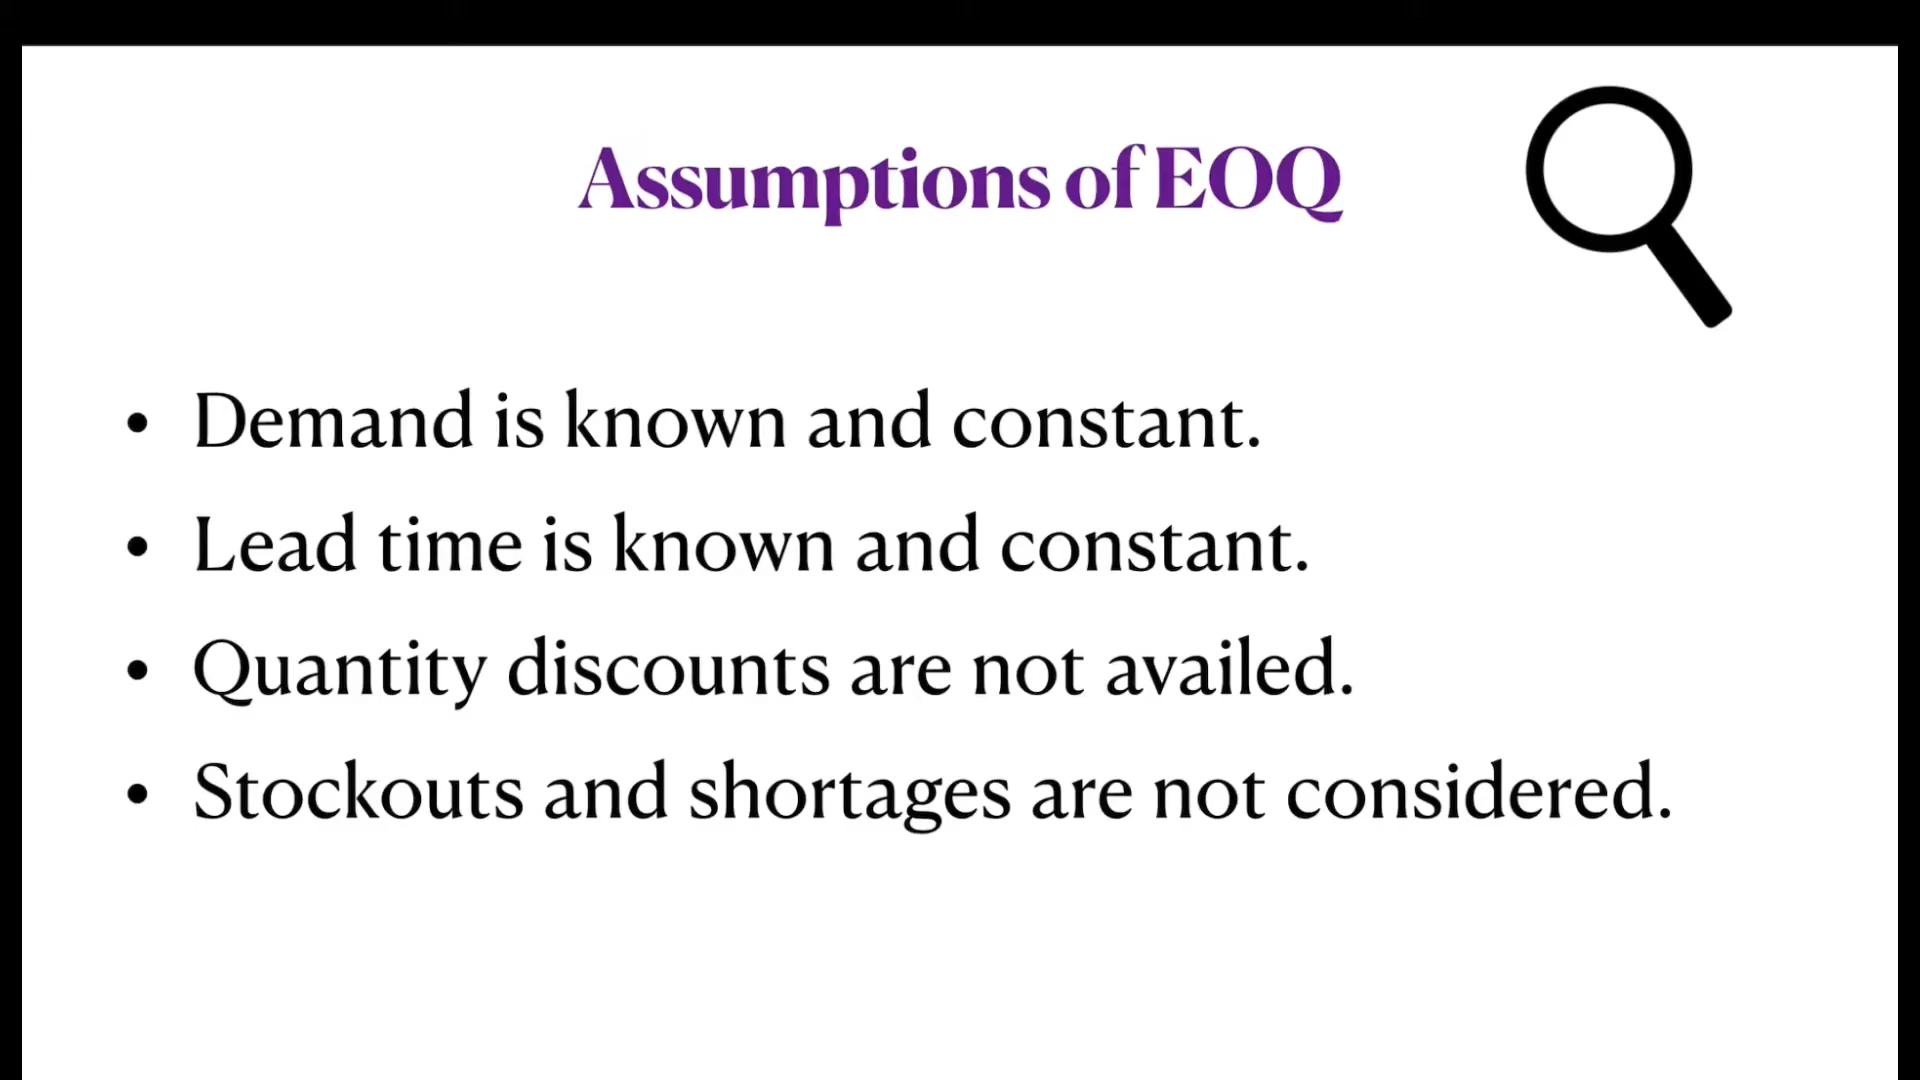 Assumptions of EOQ
• Demand is known and constant.
• Lead time is known and constant.
• Quantity discounts are not availed.
• Stockouts and shortages are not considered.